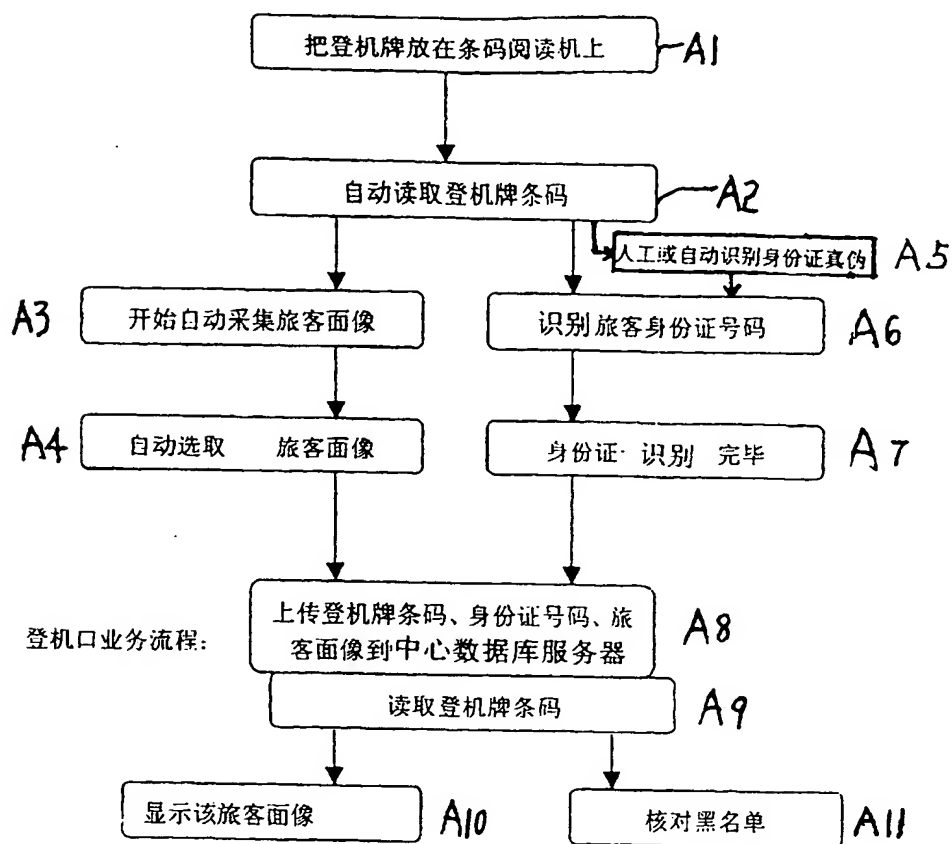 把登机牌放在条码阅读机上
A1
自动读取登机牌条码
A2
人工或自动识别身份证真伪
A5
A3
开始自动采集旅客面像
识别旅客身份证号码
A6
A4
自动选取 旅客面像
身份证 识别 完毕
A7
上传登机牌条码、身份证号码、旅
客面像到中心数据库服务器
A8
登机口业务流程:
读取登机牌条码
A9
显示该旅客面像
A10
核对黑名单
A11